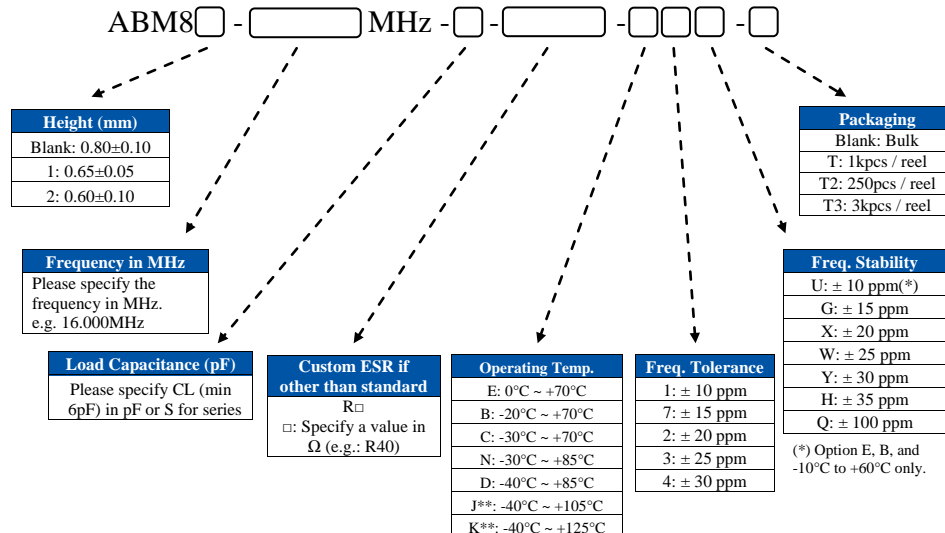 ABM8□ - □ MHz - □ - □ - □□□ - □
Height (mm)
Blank: 0.80±0.10
1: 0.65±0.05
2: 0.60±0.10
Packaging
Blank: Bulk
T: 1kpcs / reel
T2: 250pcs / reel
T3: 3kpcs / reel
Frequency in MHz
Please specify the
frequency in MHz.
e.g. 16.000MHz
Load Capacitance (pF)
Please specify CL (min
6pF) in pF or S for series
Custom ESR if
other than standard
R□
□: Specify a value in
Ω (e.g.: R40)
Operating Temp.
E: 0°C ~ +70°C
B: -20°C ~ +70°C
C: -30°C ~ +70°C
N: -30°C ~ +85°C
D: -40°C ~ +85°C
J**: -40°C ~ +105°C
K**: -40°C ~ +125°C
Freq. Tolerance
1: ± 10 ppm
7: ± 15 ppm
2: ± 20 ppm
3: ± 25 ppm
4: ± 30 ppm
Freq. Stability
U: ± 10 ppm(*)
G: ± 15 ppm
X: ± 20 ppm
W: ± 25 ppm
Y: ± 30 ppm
H: ± 35 ppm
Q: ± 100 ppm
(*) Option E, B, and
-10°C to +60°C only.